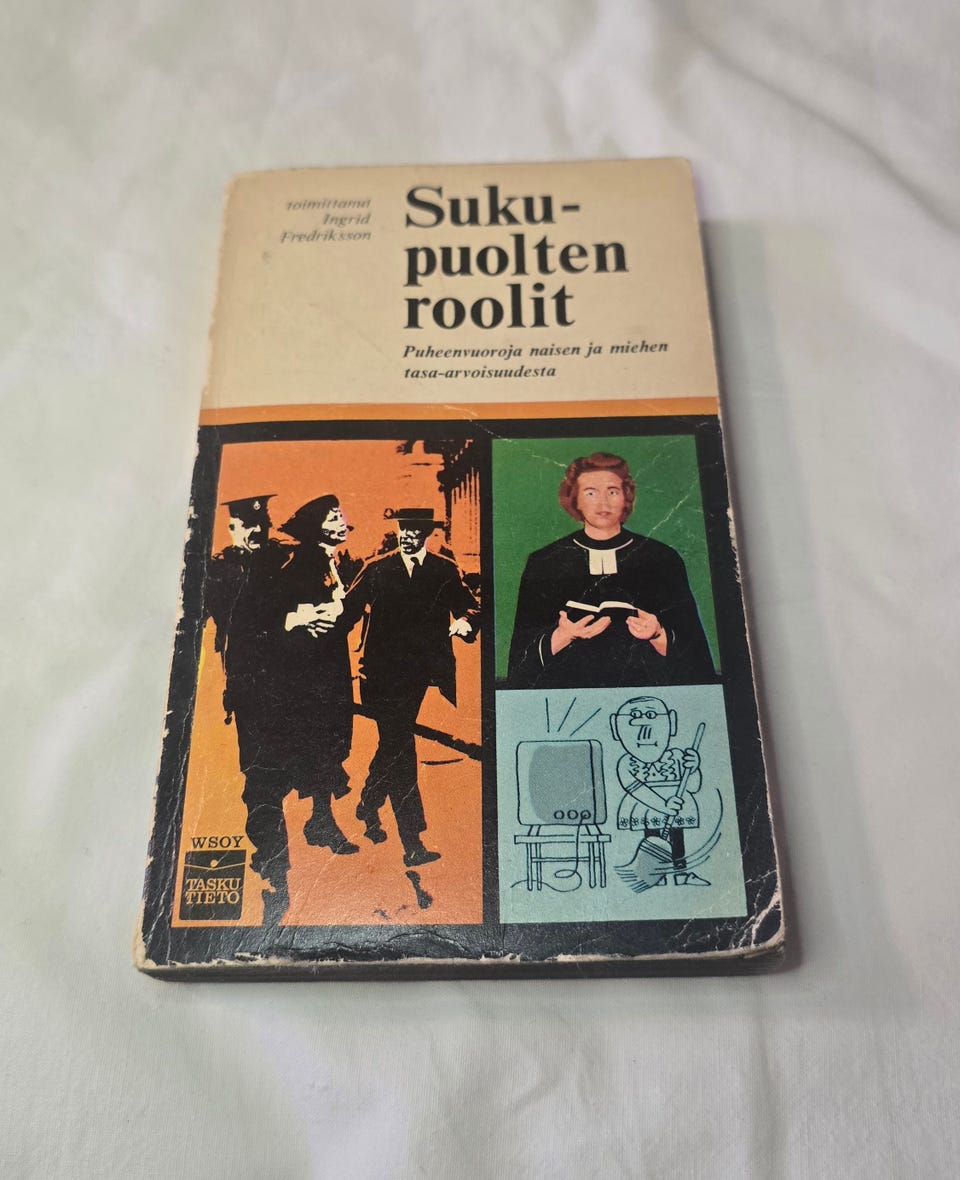 toimittanut
Ingrid
Fredriksson
Suku-
puolten
roolit
Puheenvuoroja naisen ja miehen
tasa-arvoisuudesta
WSOY
TASKU
TIETO